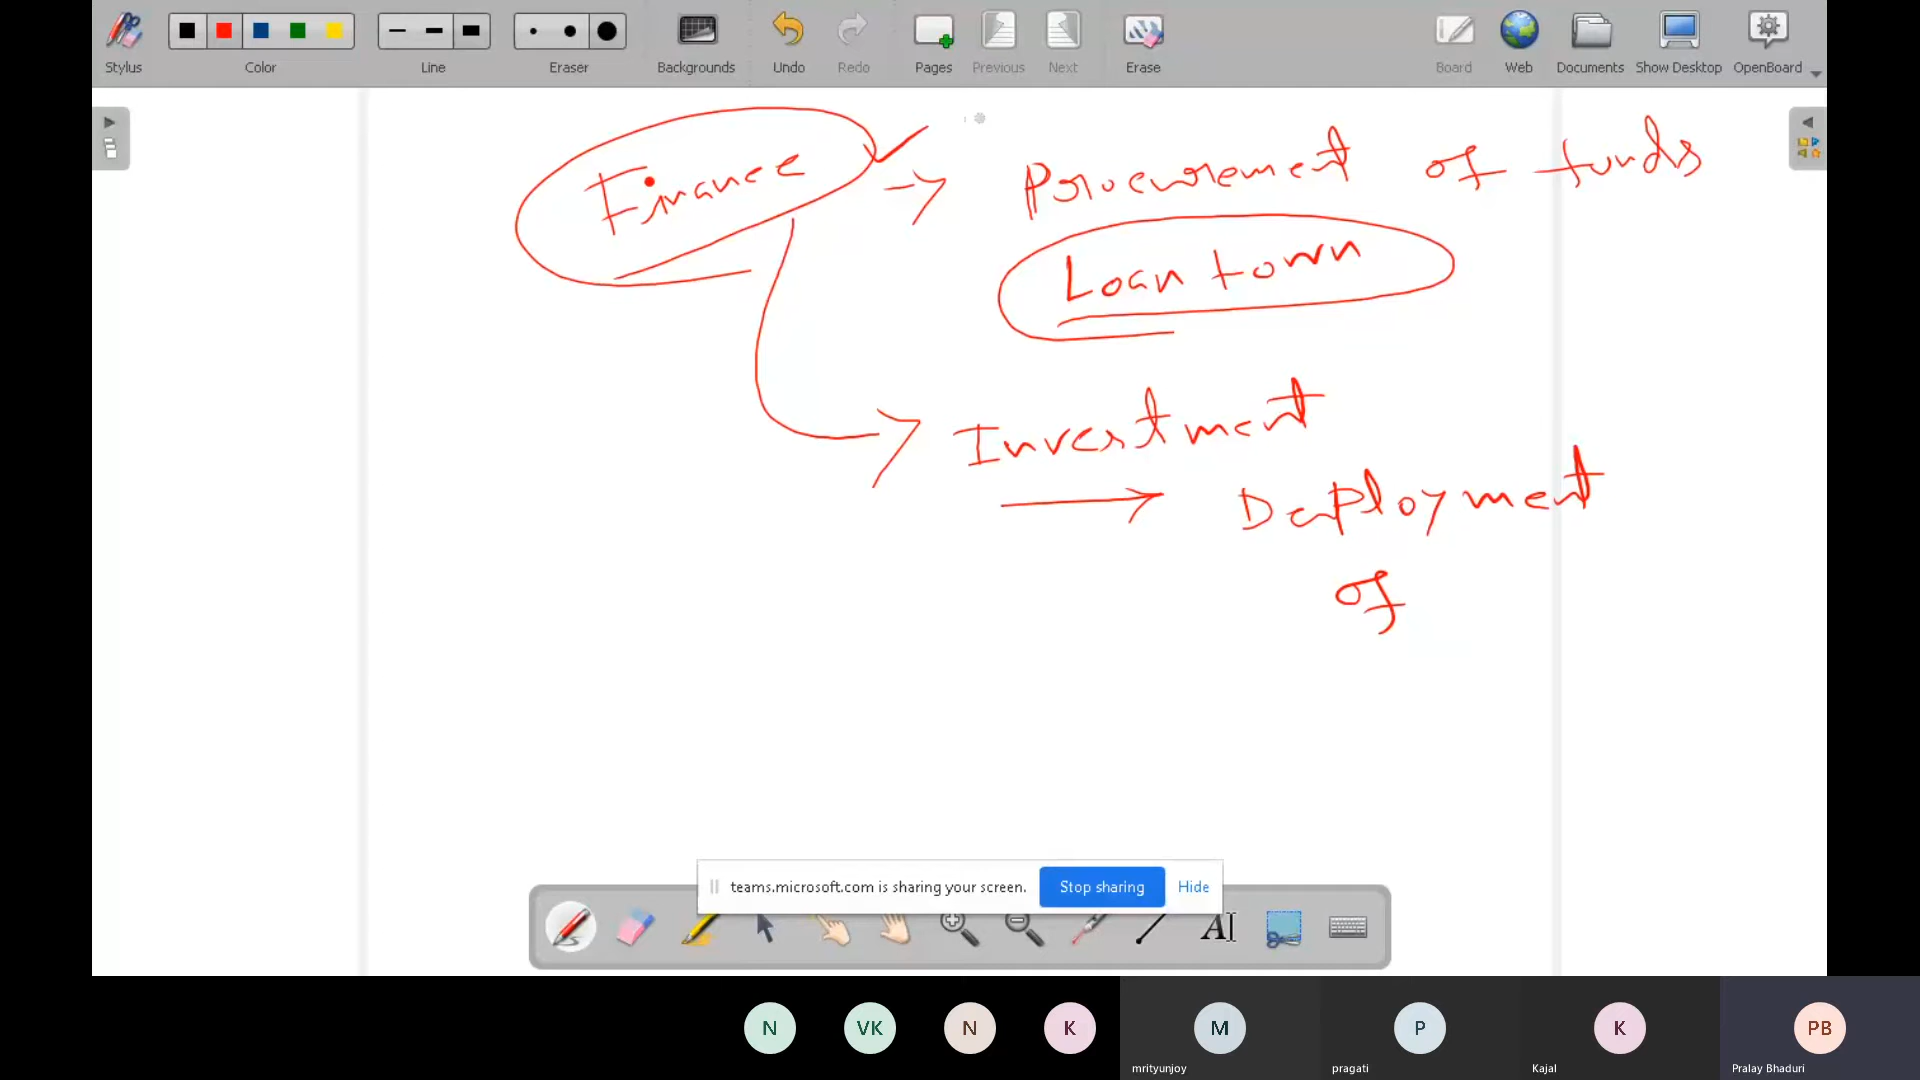 Stylus Color Line Eraser Backgrounds Undo Redo Pages Previous Next Erase Board Web Documents Show Desktop OpenBoard
Finance → Procurement of funds
Loan town
Investment
→ Deployment
of
teams.microsoft.com is sharing your screen. Stop sharing Hide
AI
N VK N K M P K PB
mrityunjoy pragati Kajal Pralay Bhaduri